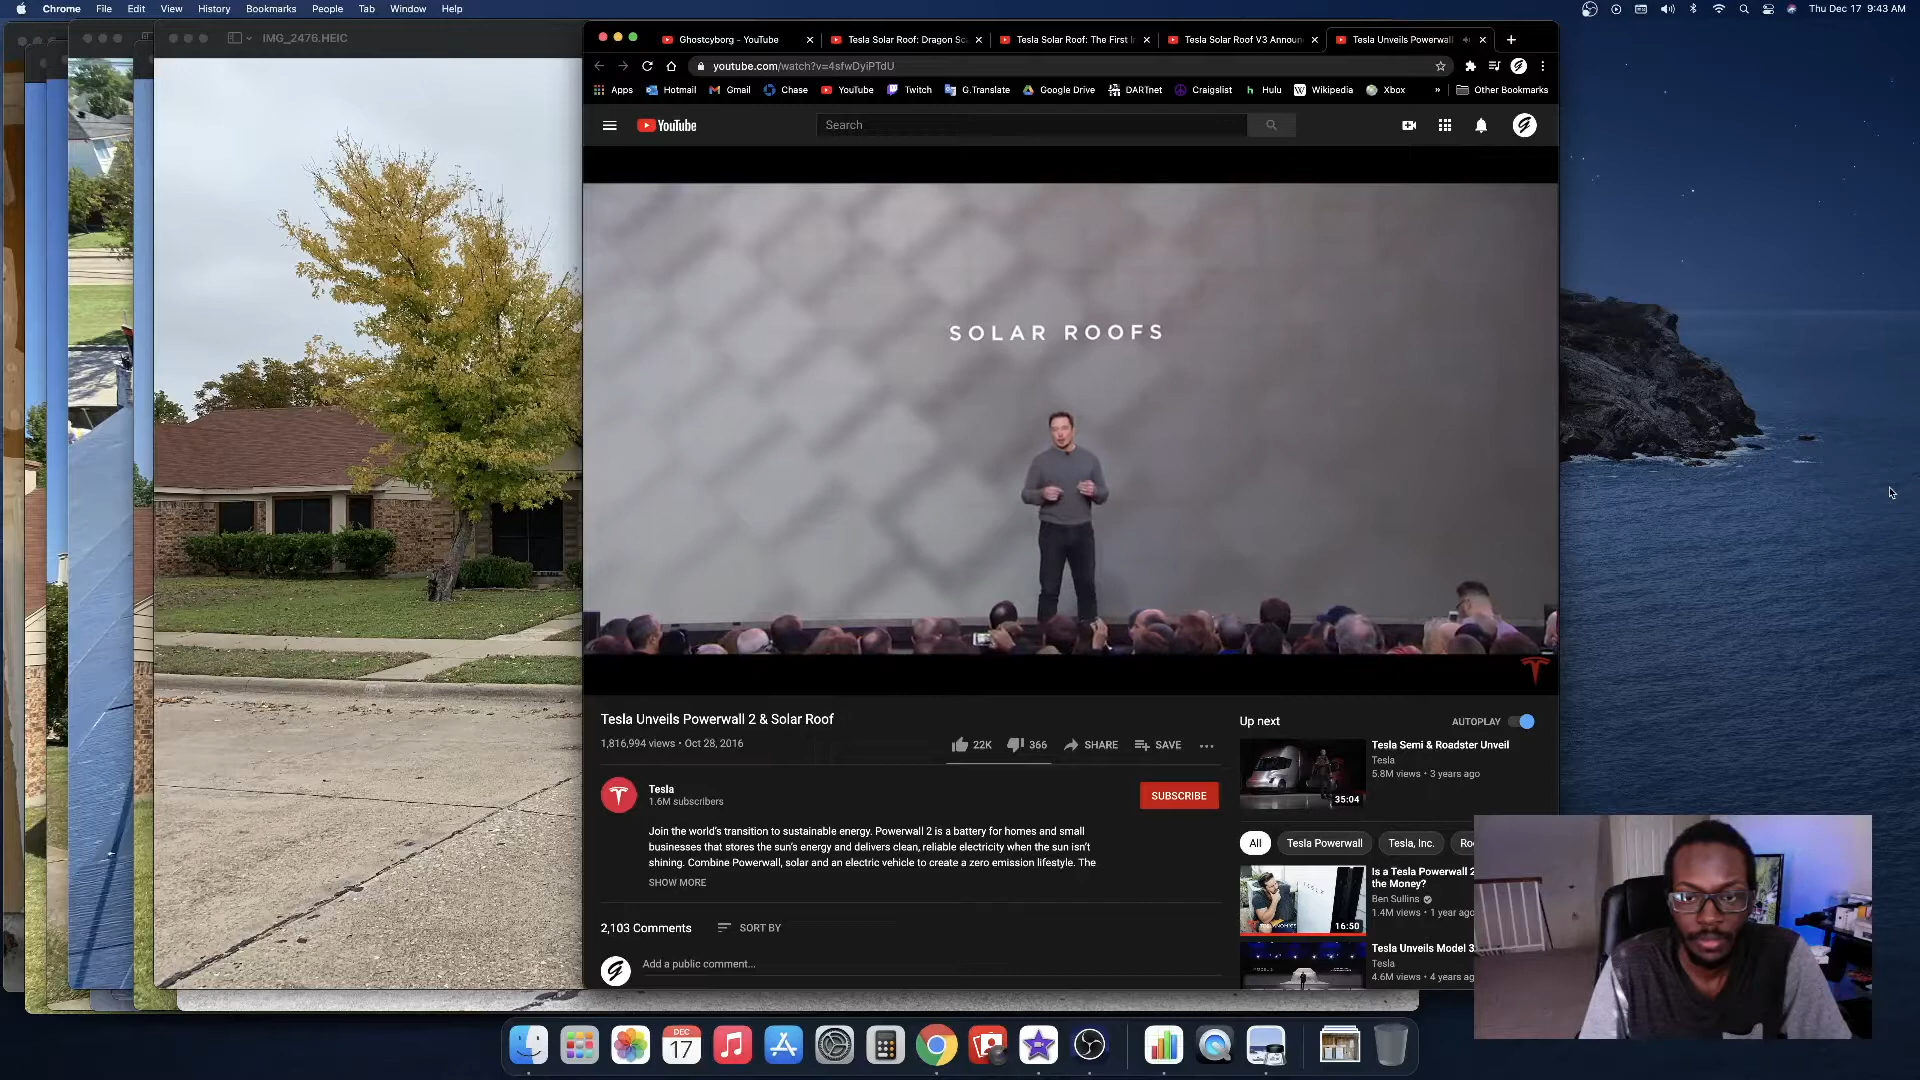 Chrome File Edit View History Bookmarks People Tab Window Help
Thu Dec 17 9:43 AM
IMG_2476.HEIC
Ghostcyborg - YouTube
Tesla Solar Roof: Dragon Sc
Tesla Solar Roof: The First I
Tesla Solar Roof V3 Announ
Tesla Unveils Powerwall
youtube.com/watch?v=4sfwDyiPTdU
Apps Hotmail Gmail Chase YouTube Twitch G.Translate Google Drive DARTnet Craigslist Hulu Wikipedia Xbox » Other Bookmarks
YouTube
Search
SOLAR ROOFS
Tesla Unveils Powerwall 2 & Solar Roof
1,816,994 views • Oct 28, 2016
22K 366 SHARE SAVE
Tesla
1.6M subscribers
SUBSCRIBE
Join the world's transition to sustainable energy. Powerwall 2 is a battery for homes and small
businesses that stores the sun's energy and delivers clean, reliable electricity when the sun isn't
shining. Combine Powerwall, solar and an electric vehicle to create a zero emission lifestyle. The
SHOW MORE
2,103 Comments SORT BY
Add a public comment...
Up next AUTOPLAY
Tesla Semi & Roadster Unveil
Tesla
5.8M views • 3 years ago
35:04
All Tesla Powerwall Tesla, Inc. Ro
Is a Tesla Powerwall 2
the Money?
Ben Sullins
1.4M views • 1 year ago
16:50
Tesla Unveils Model 3
Tesla
4.6M views • 4 years ago
DEC
17